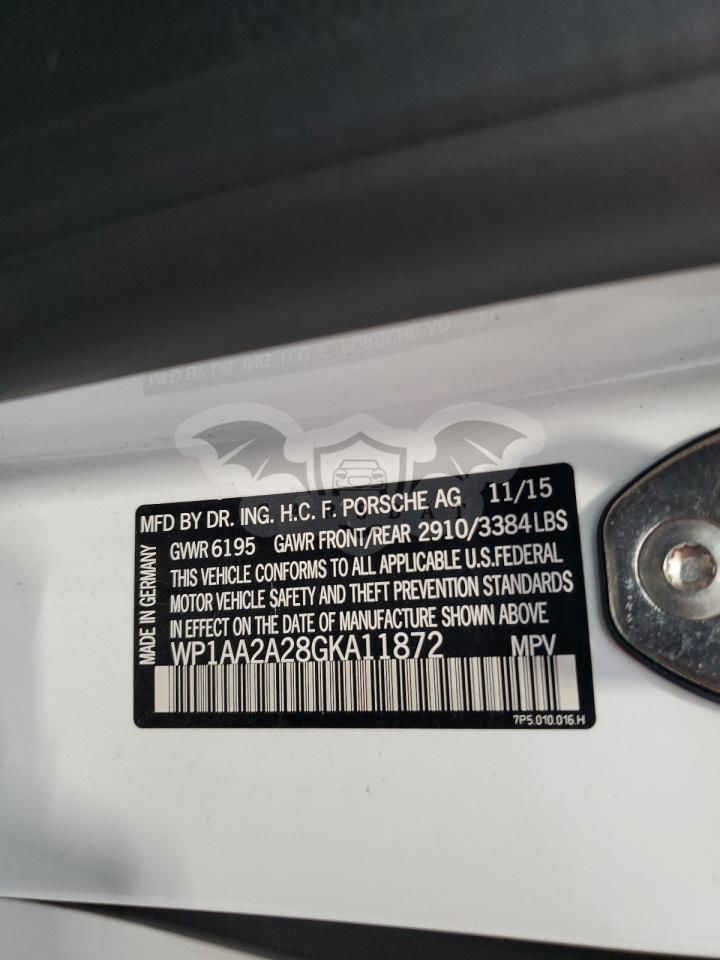 MFD BY DR. ING. H.C. F. PORSCHE AG 11/15
GVWR 6195 GAWR FRONT/REAR 2910/3384 LBS
THIS VEHICLE CONFORMS TO ALL APPLICABLE U.S. FEDERAL
MOTOR VEHICLE SAFETY AND THEFT PREVENTION STANDARDS
IN EFFECT ON THE DATE OF MANUFACTURE SHOWN ABOVE
WP1AA2A28GKA11872 MPV
7P5.010.016.H
MADE IN GERMANY